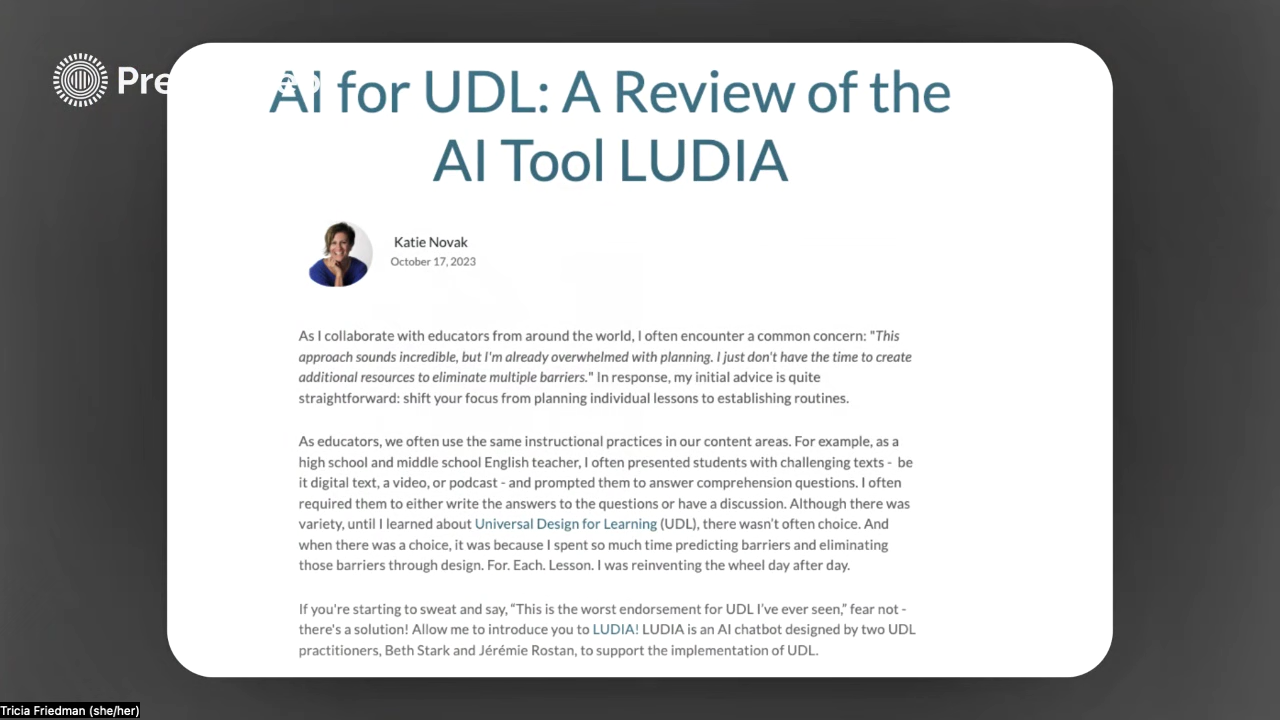 AI for UDL: A Review of the
AI Tool LUDIA
Katie Novak
October 17, 2023
As I collaborate with educators from around the world, I often encounter a common concern: "This
approach sounds incredible, but I'm already overwhelmed with planning. I just don't have the time to create
additional resources to eliminate multiple barriers." In response, my initial advice is quite
straightforward: shift your focus from planning individual lessons to establishing routines.
As educators, we often use the same instructional practices in our content areas. For example, as a
high school and middle school English teacher, I often presented students with challenging texts - be
it digital text, a video, or podcast - and prompted them to answer comprehension questions. I often
required them to either write the answers to the questions or have a discussion. Although there was
variety, until I learned about Universal Design for Learning (UDL), there wasn't often choice. And
when there was a choice, it was because I spent so much time predicting barriers and eliminating
those barriers through design. For. Each. Lesson. I was reinventing the wheel day after day.
If you're starting to sweat and say, “This is the worst endorsement for UDL I've ever seen,” fear not -
there's a solution! Allow me to introduce you to LUDIA! LUDIA is an AI chatbot designed by two UDL
practitioners, Beth Stark and Jérémie Rostan, to support the implementation of UDL.
Tricia Friedman (she/her)